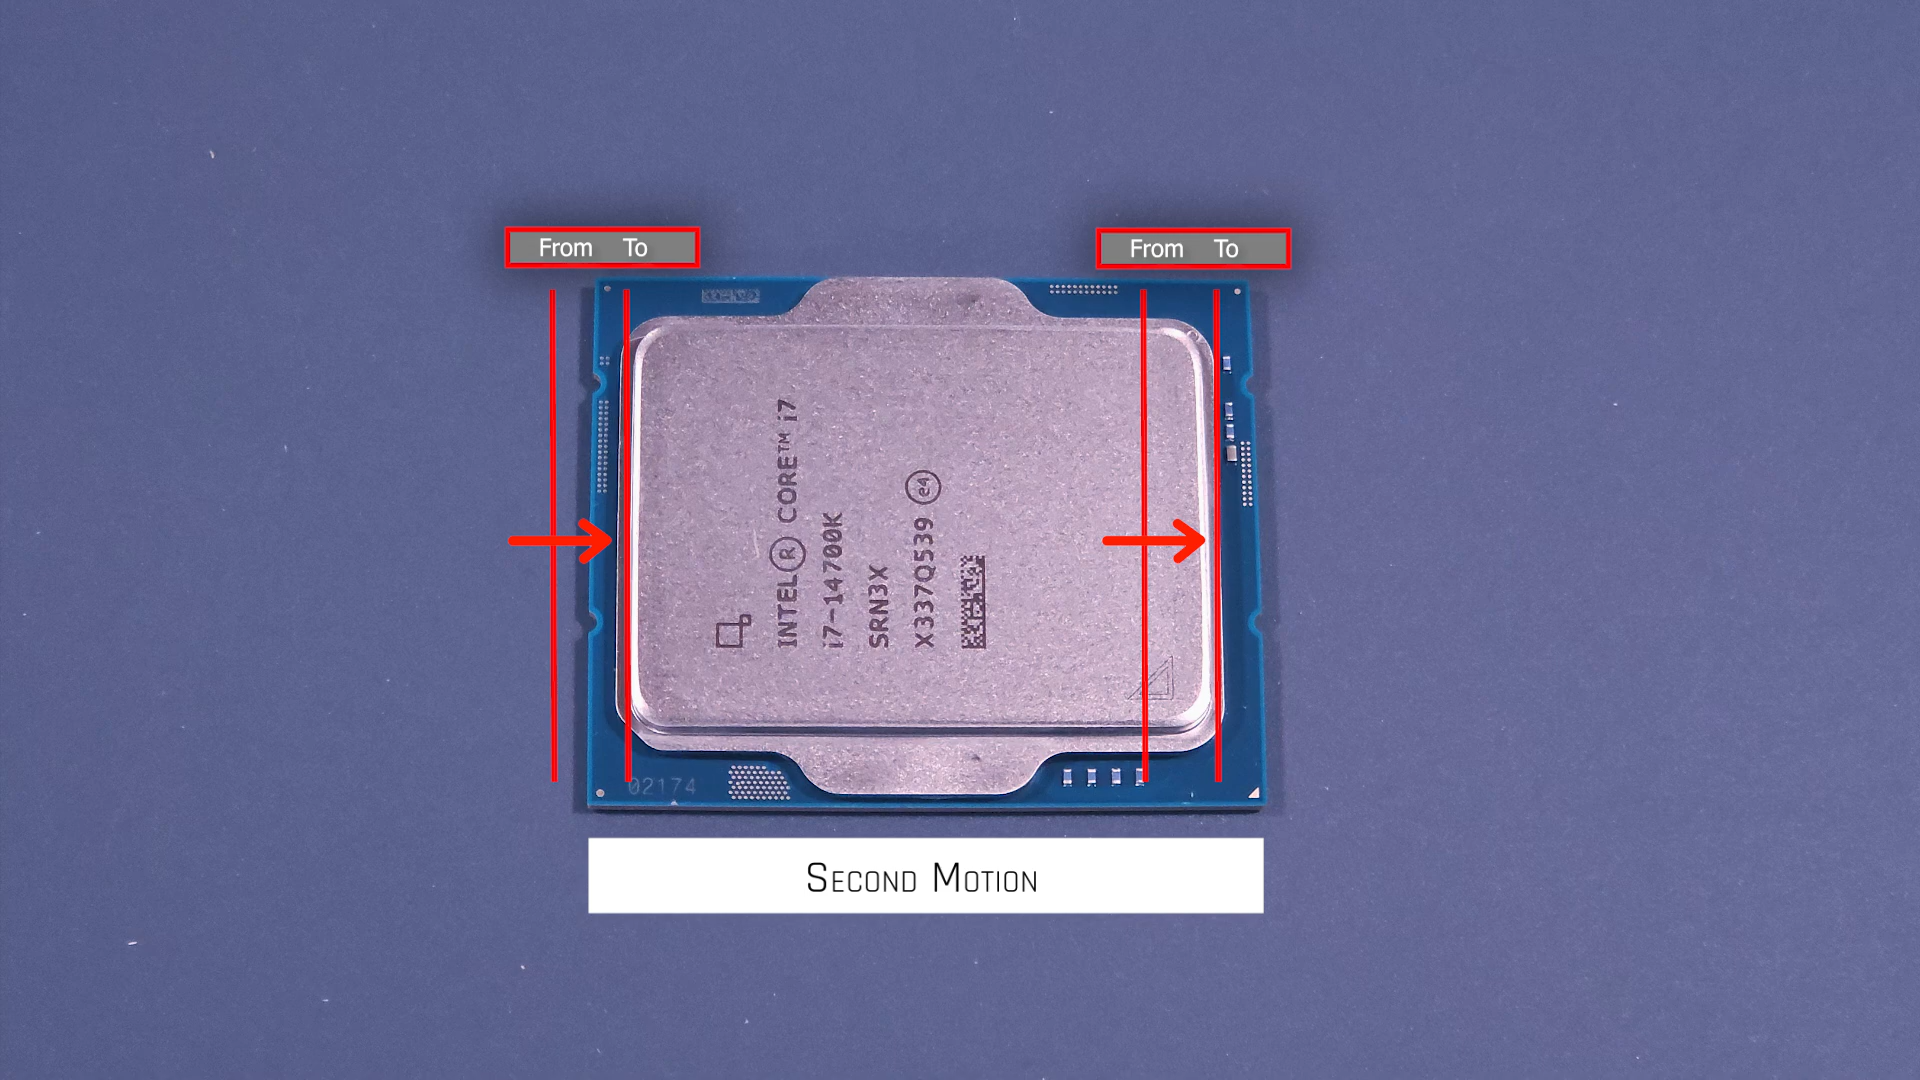 From To
From To
INTEL® CORE™ i7
i7-14700K
SRN3X
X337Q539 e4
02174
Second Motion